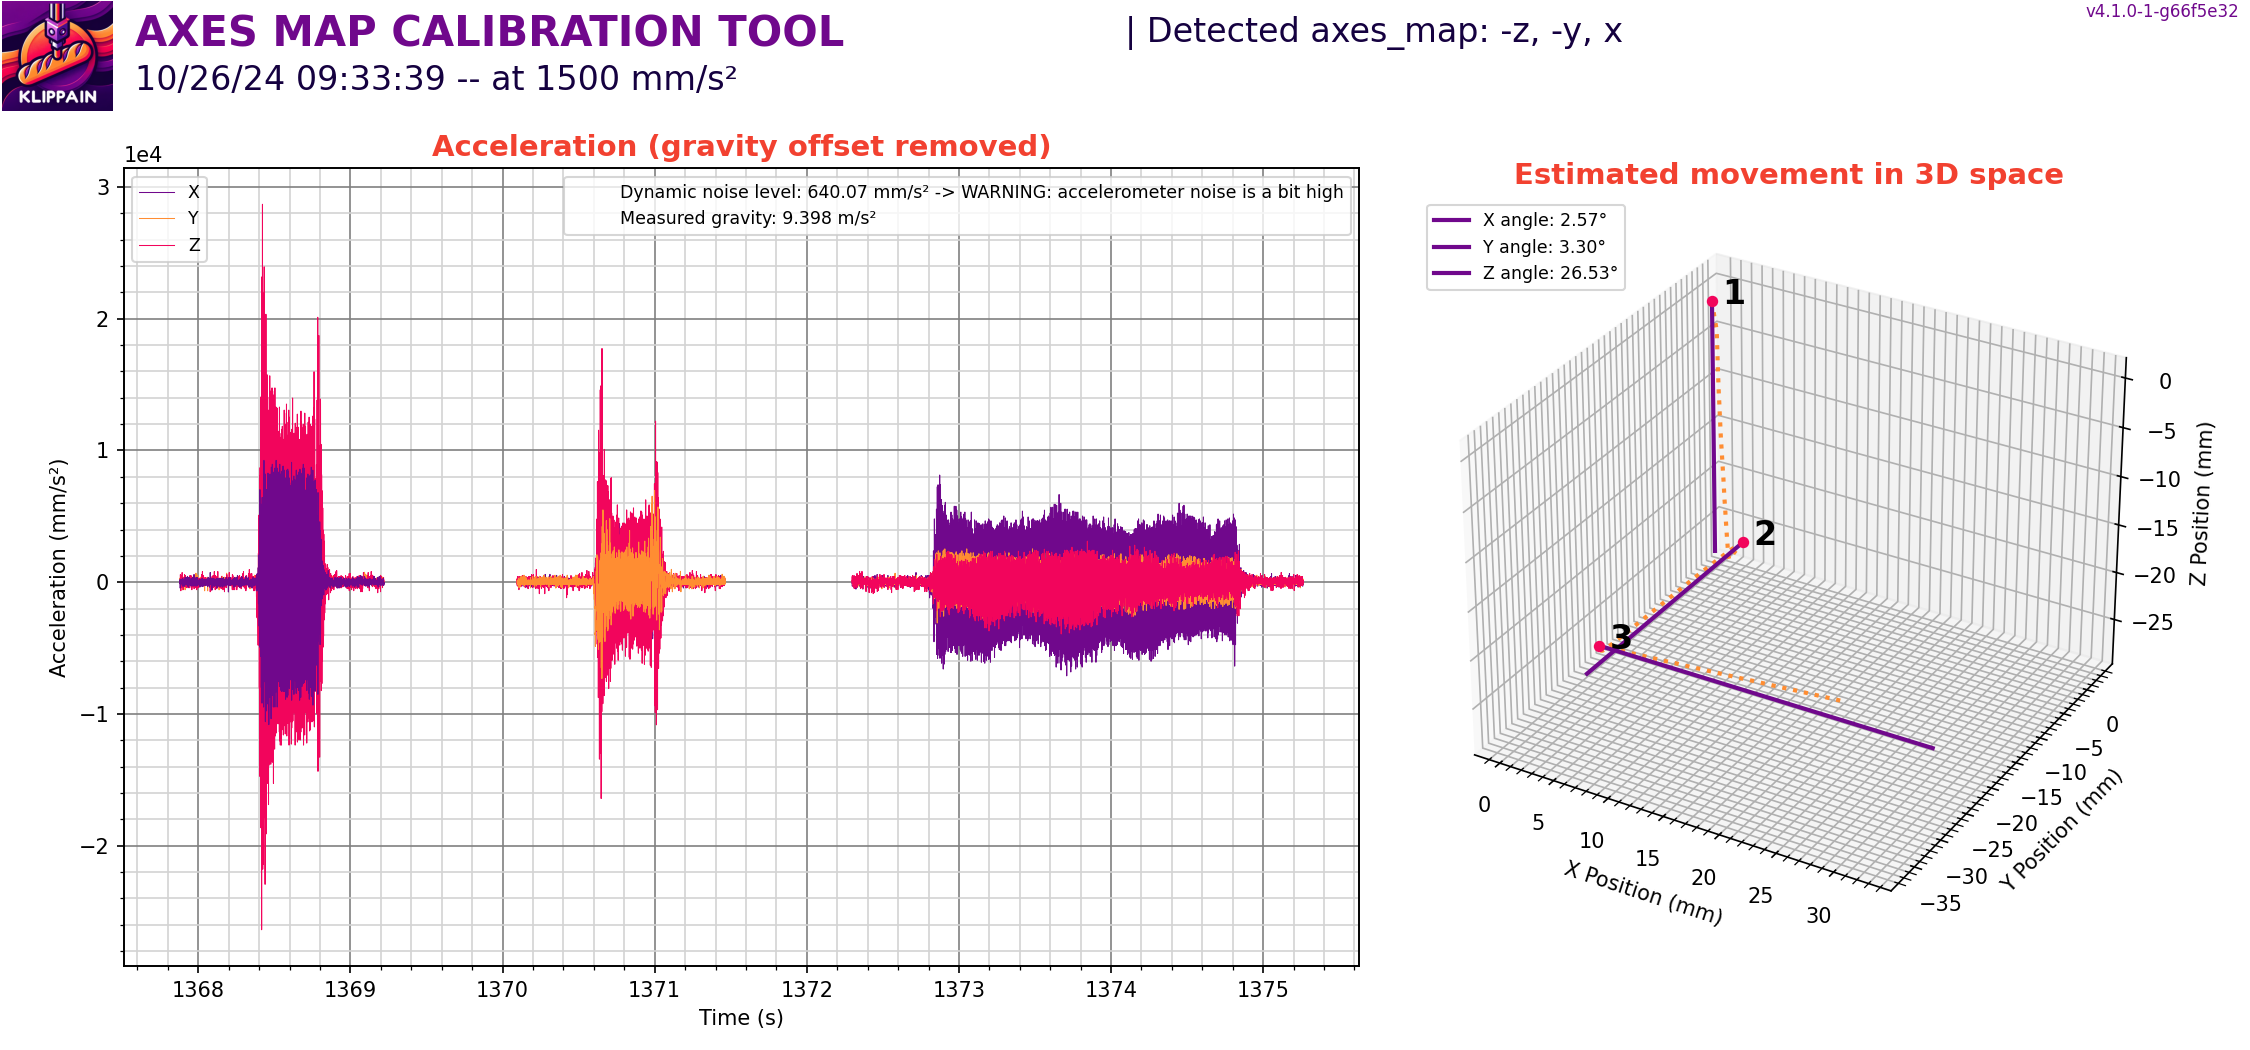 AXES MAP CALIBRATION TOOL
| Detected axes_map: -z, -y, x
v4.1.0-1-g66f5e32
10/26/24 09:33:39 -- at 1500 mm/s²
KLIPPAIN
Acceleration (gravity offset removed)
1e4
X
Y
Z
Dynamic noise level: 640.07 mm/s² -> WARNING: accelerometer noise is a bit high
Measured gravity: 9.398 m/s²
3
2
1
0
−1
−2
Acceleration (mm/s²)
1368
1369
1370
1371
1372
1373
1374
1375
Time (s)
Estimated movement in 3D space
X angle: 2.57°
Y angle: 3.30°
Z angle: 26.53°
1
2
3
0
−5
−10
−15
−20
−25
Z Position (mm)
0
−5
−10
−15
−20
−25
−30
−35
Y Position (mm)
0
5
10
15
20
25
30
X Position (mm)